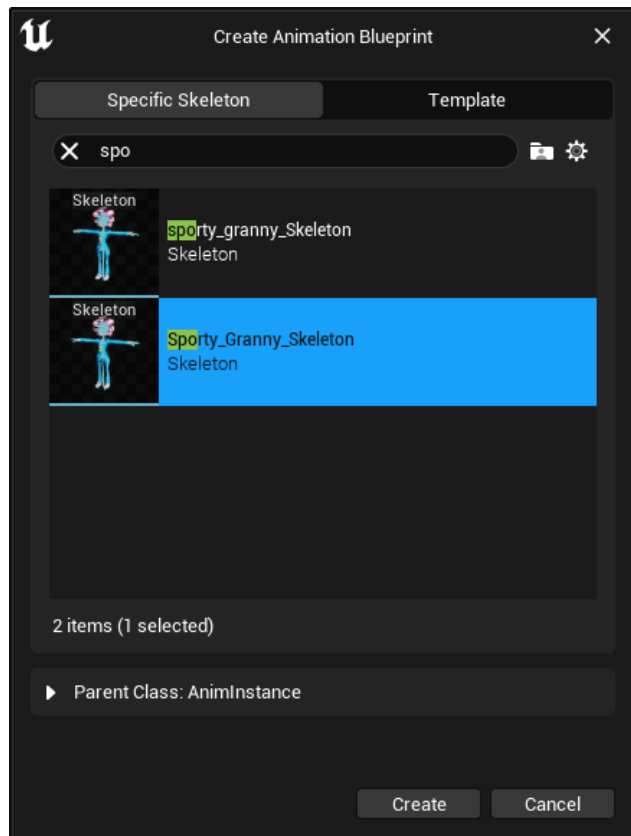 Create Animation Blueprint
Specific Skeleton
Template
spo
Skeleton
sporty_granny_Skeleton
Skeleton
Skeleton
Sporty_Granny_Skeleton
Skeleton
2 items (1 selected)
Parent Class: AnimInstance
Create
Cancel